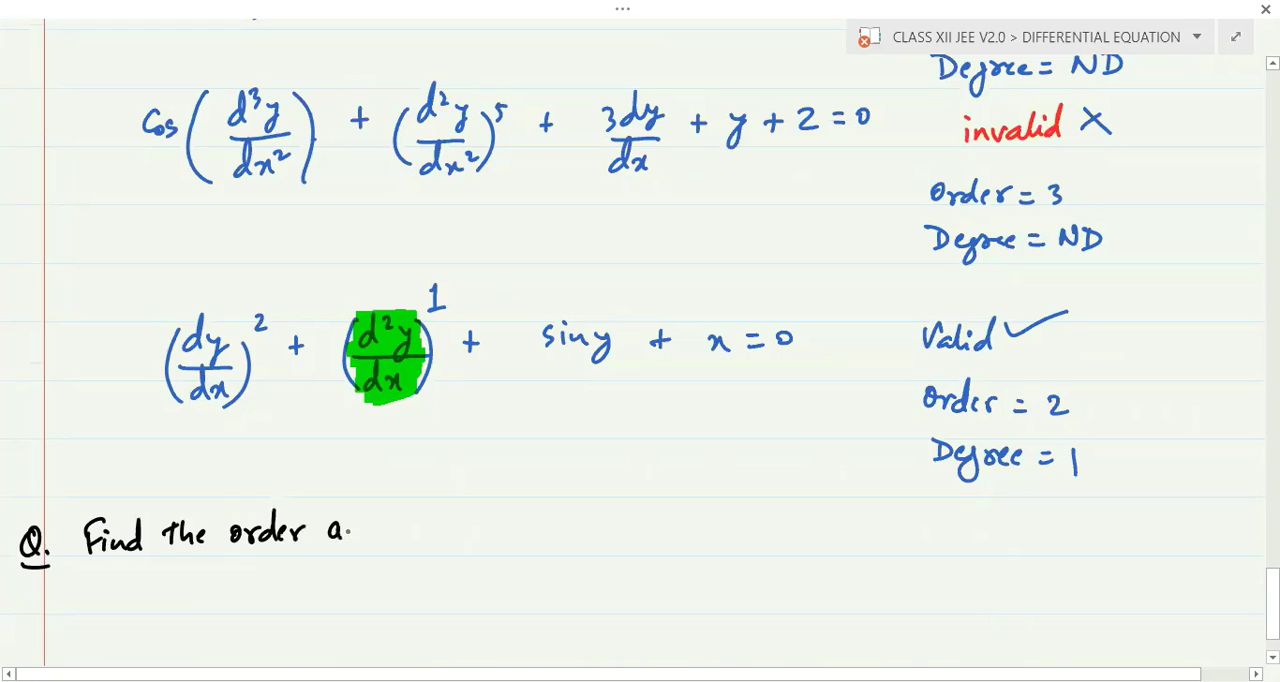 ...
CLASS XII JEE V2.0 > DIFFERENTIAL EQUATION
Degree = ND
cos(d³y/dx²) + (d²y/dx²)⁵ + 3dy/dx + y + 2 = 0
invalid ×
Order = 3
Degree = ND
(dy/dx)² + (d²y/dx)¹ + siny + x = 0
Valid ✓
Order = 2
Degree = 1
Q. Find the order a.